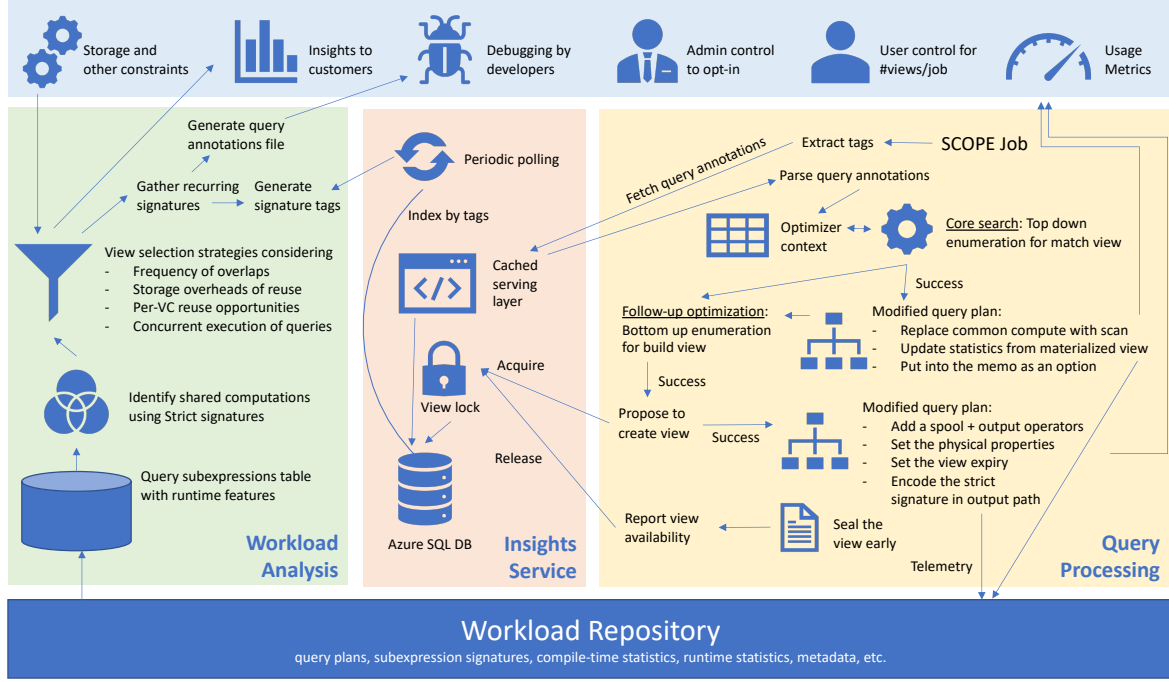 Storage and
other constraints
Insights to
customers
Debugging by
developers
Admin control
to opt-in
User control for
#views/job
Usage
Metrics
Generate query
annotations file
Gather recurring
signatures
Generate
signature tags
View selection strategies considering
- Frequency of overlaps
- Storage overheads of reuse
- Per-VC reuse opportunities
- Concurrent execution of queries
Identify shared computations
using Strict signatures
Query subexpressions table
with runtime features
Workload
Analysis
Periodic polling
Index by tags
Cached
serving
layer
Acquire
View lock
Release
Azure SQL DB
Insights
Service
Fetch query annotations
Extract tags
SCOPE Job
Parse query annotations
Optimizer
context
Core search: Top down
enumeration for match view
Success
Follow-up optimization:
Bottom up enumeration
for build view
Modified query plan:
- Replace common compute with scan
- Update statistics from materialized view
- Put into the memo as an option
Success
Propose to
create view
Success
Modified query plan:
- Add a spool + output operators
- Set the physical properties
- Set the view expiry
- Encode the strict
signature in output path
Report view
availability
Seal the
view early
Telemetry
Query
Processing
Workload Repository
query plans, subexpression signatures, compile-time statistics, runtime statistics, metadata, etc.